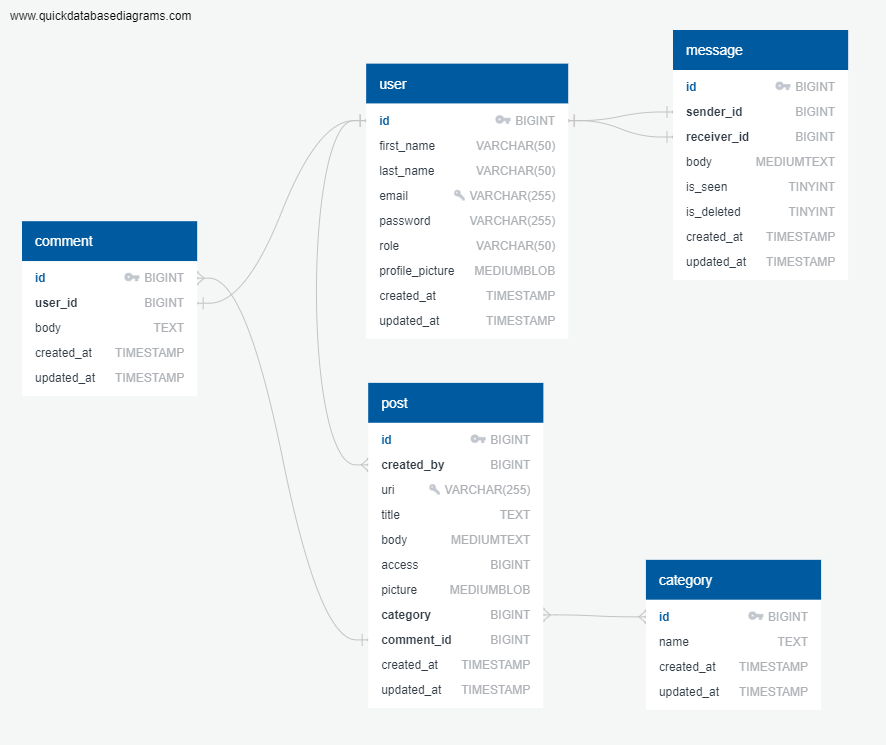 www.quickdatabasediagrams.com
message
id BIGINT
sender_id BIGINT
receiver_id BIGINT
body MEDIUMTEXT
is_seen TINYINT
is_deleted TINYINT
created_at TIMESTAMP
updated_at TIMESTAMP
user
id BIGINT
first_name VARCHAR(50)
last_name VARCHAR(50)
email VARCHAR(255)
password VARCHAR(255)
role VARCHAR(50)
profile_picture MEDIUMBLOB
created_at TIMESTAMP
updated_at TIMESTAMP
comment
id BIGINT
user_id BIGINT
body TEXT
created_at TIMESTAMP
updated_at TIMESTAMP
post
id BIGINT
created_by BIGINT
uri VARCHAR(255)
title TEXT
body MEDIUMTEXT
access BIGINT
picture MEDIUMBLOB
category BIGINT
comment_id BIGINT
created_at TIMESTAMP
updated_at TIMESTAMP
category
id BIGINT
name TEXT
created_at TIMESTAMP
updated_at TIMESTAMP